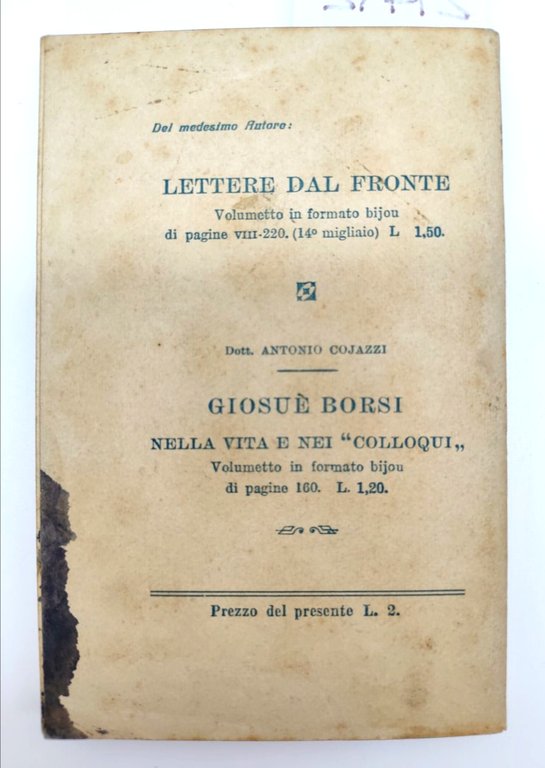 Del medesimo Autore:
LETTERE DAL FRONTE
Volumetto in formato bijou
di pagine VIII-220. (14º migliaio) L 1,50.
Dott. ANTONIO COJAZZI
GIOSUÈ BORSI
NELLA VITA E NEI “COLLOQUI„
Volumetto in formato bijou
di pagine 160. L. 1,20.
Prezzo del presente L. 2.